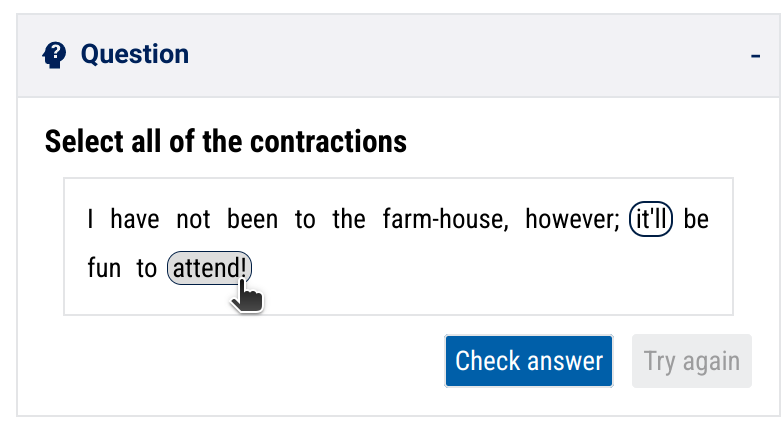 Question
Select all of the contractions
I have not been to the farm-house, however; it'll be
fun to attend!
Check answer
Try again